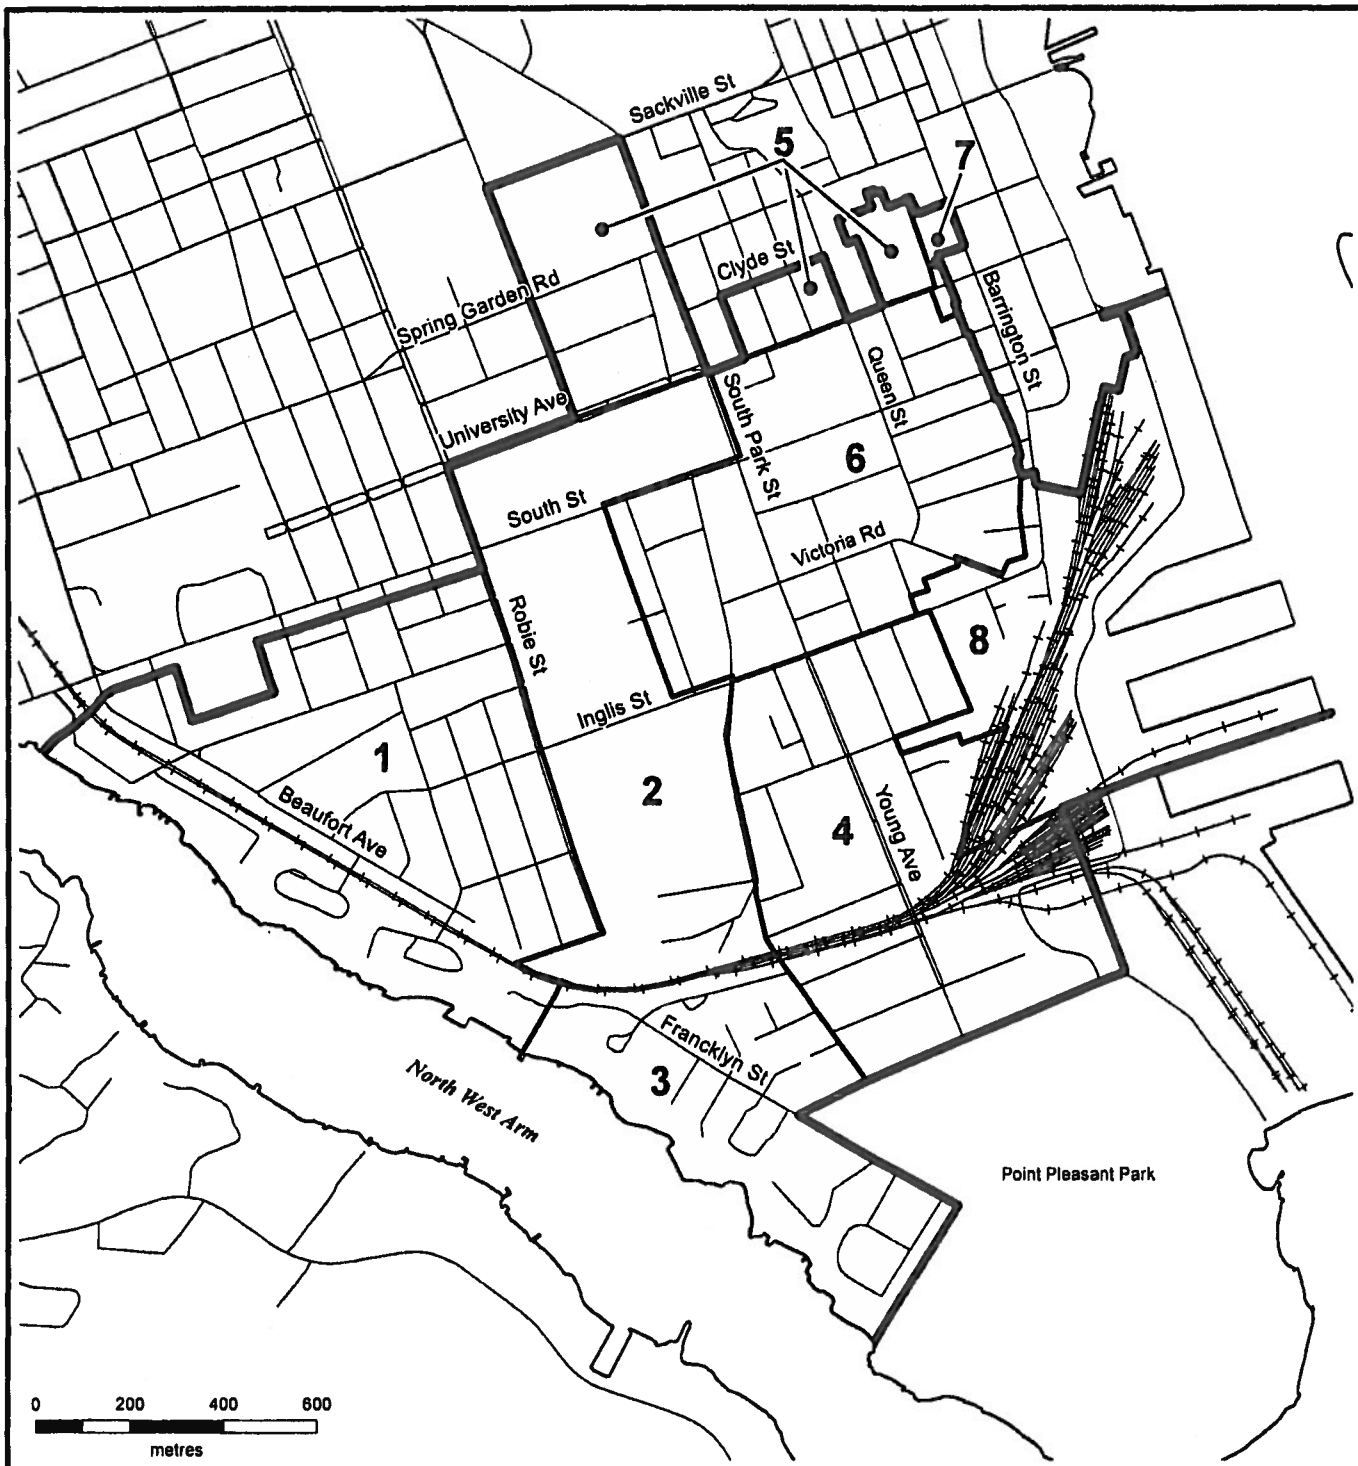 Sackville St
5
7
Clyde St
Spring Garden Rd
Barrington St
Queen St
South Park St
University Ave
6
South St
Victoria Rd
Robie St
8
Inglis St
1
2
Beaufort Ave
4
Young Ave
Francklyn St
3
North West Arm
Point Pleasant Park
0 200 400 600
metres